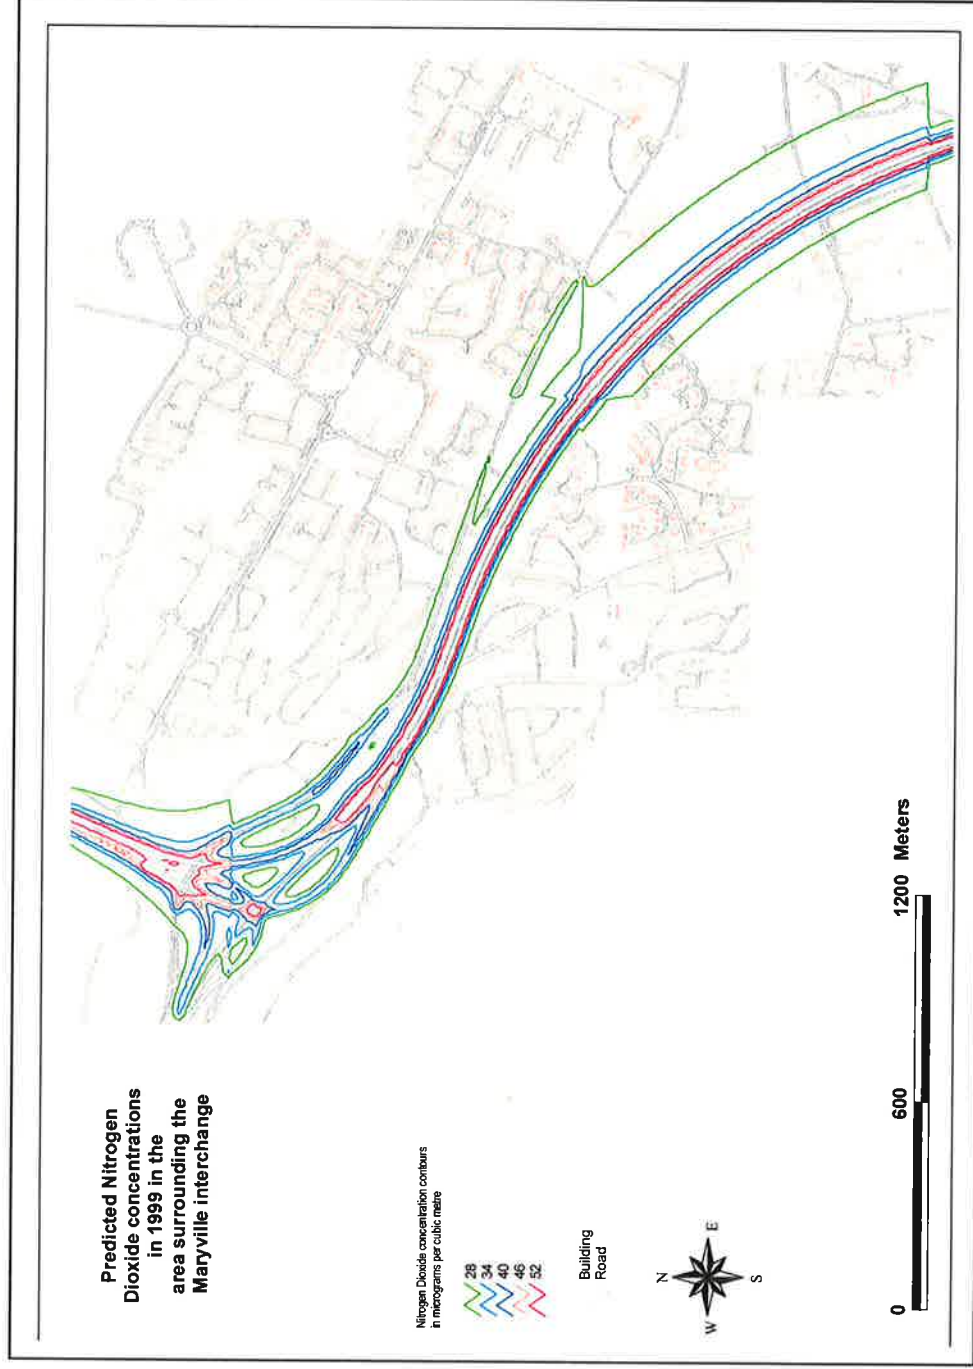 Predicted Nitrogen
Dioxide concentrations
in 1999 in the
area surrounding the
Maryville interchange
Nitrogen Dioxide concentration contours
in micrograms per cubic metre
28
34
40
46
52
Building
Road
N
W
E
S
0
600
1200 Meters